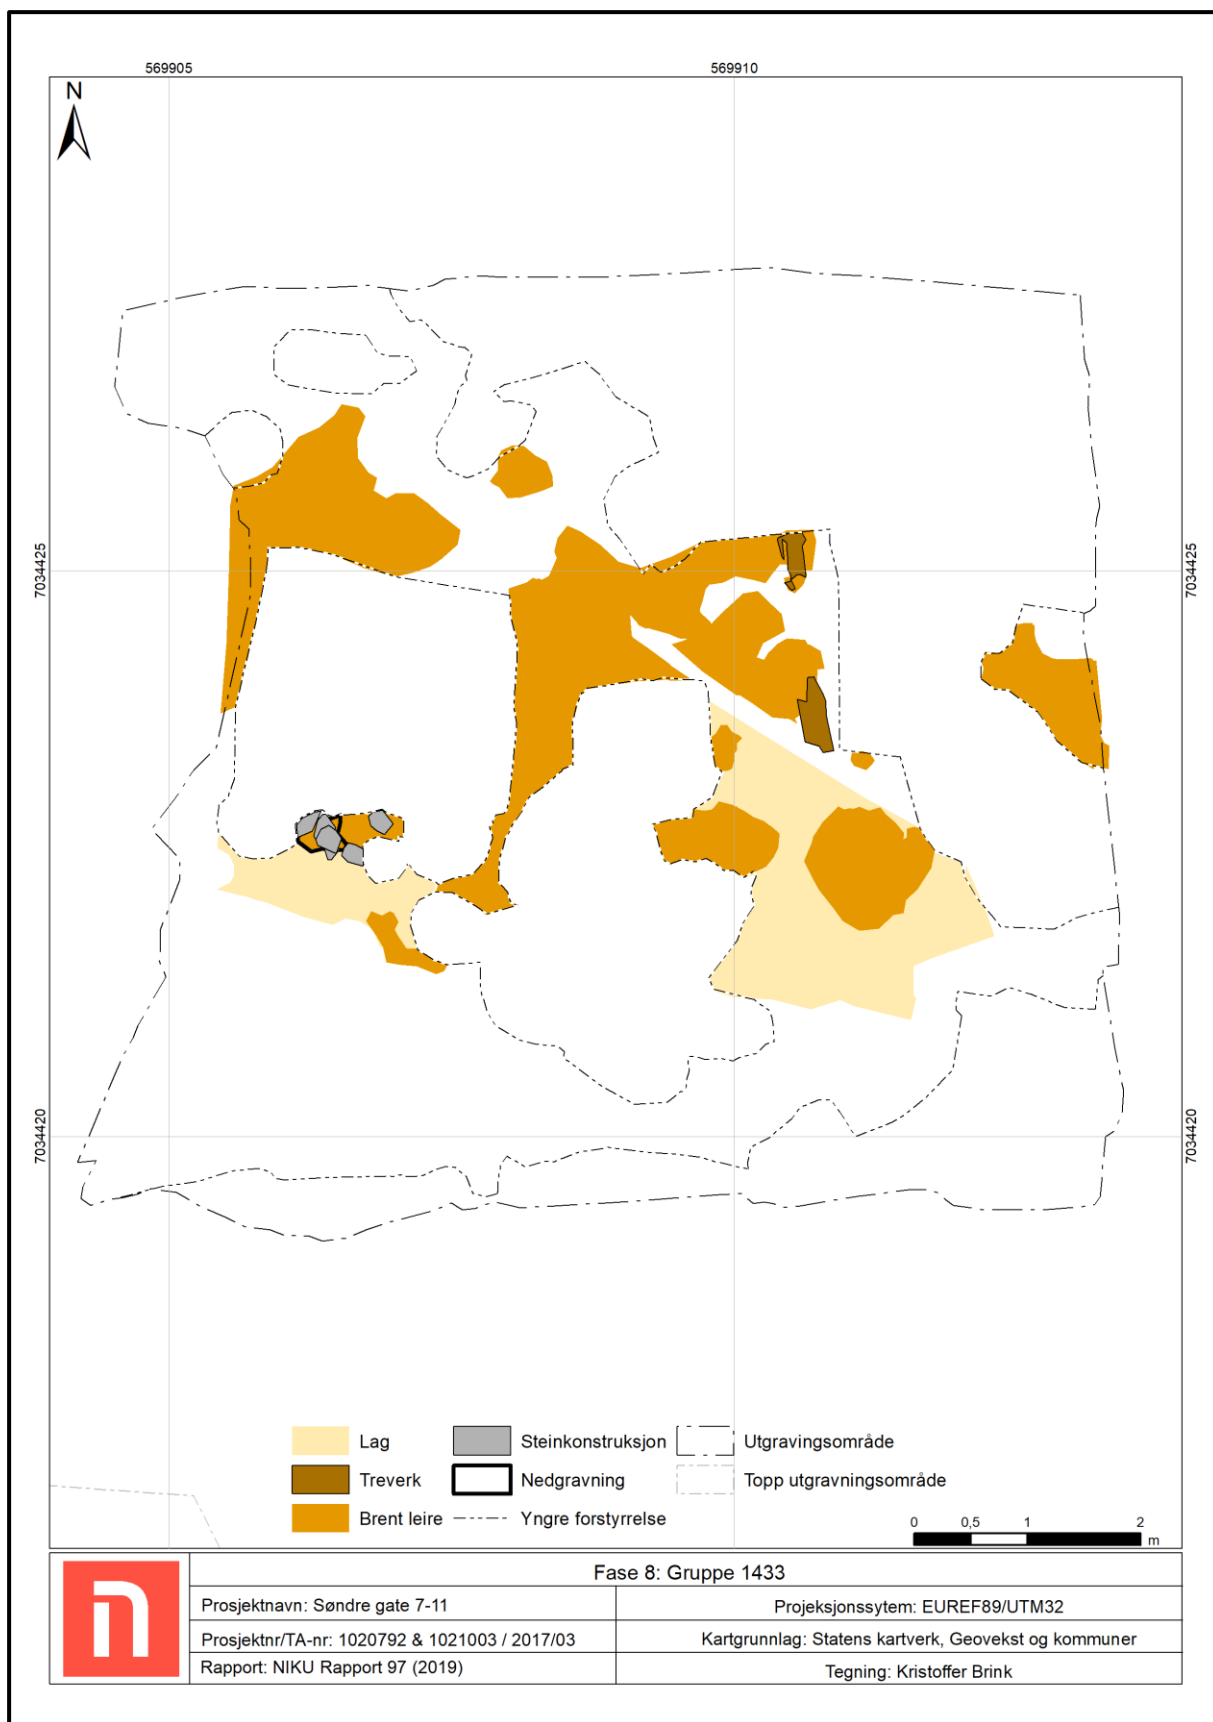 569905 569910
N
7034425 7034425
7034420 7034420
Lag Steinkonstruksjon Utgravingsområde
Treverk Nedgravning Topp utgravningsområde
Brent leire Yngre forstyrrelse
0 0,5 1 2
m
Fase 8: Gruppe 1433
Prosjektnavn: Søndre gate 7-11 Projeksjonssytem: EUREF89/UTM32
Prosjektnr/TA-nr: 1020792 & 1021003 / 2017/03 Kartgrunnlag: Statens kartverk, Geovekst og kommuner
Rapport: NIKU Rapport 97 (2019) Tegning: Kristoffer Brink